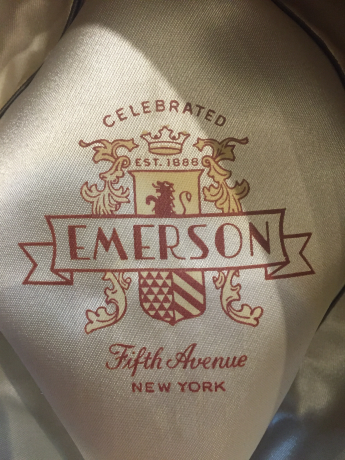 CELEBRATED
EST. 1888
EMERSON
Fifth Avenue
NEW YORK